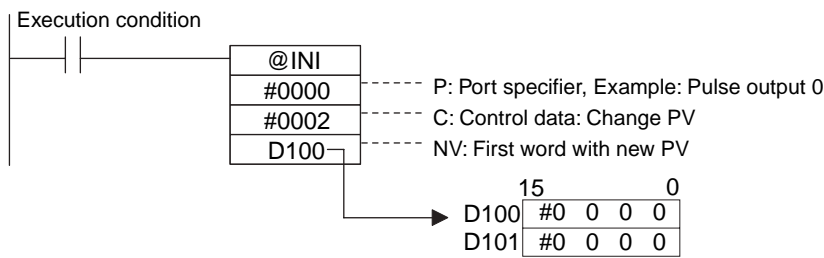 Execution condition
@INI
#0000 P: Port specifier, Example: Pulse output 0
#0002 C: Control data: Change PV
D100 NV: First word with new PV
15 0
D100 #0 0 0 0
D101 #0 0 0 0